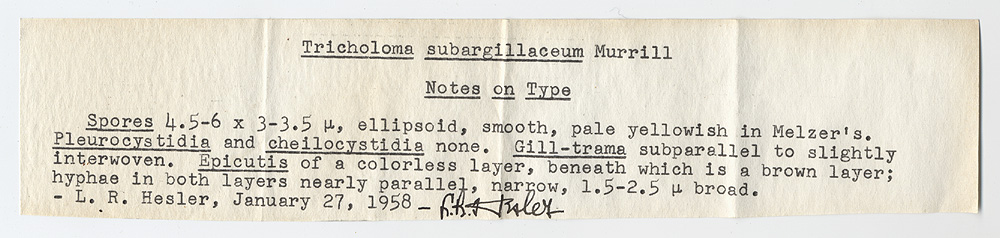 Tricholoma subargillaceum Murrill
Notes on Type
Spores 4.5-6 x 3-3.5 µ, ellipsoid, smooth, pale yellowish in Melzer's.
Pleurocystidia and cheilocystidia none. Gill-trama subparallel to slightly
interwoven. Epicutis of a colorless layer, beneath which is a brown layer;
hyphae in both layers nearly parallel, narrow, 1.5-2.5 µ broad.
- L. R. Hesler, January 27, 1958 - L. R. Hesler